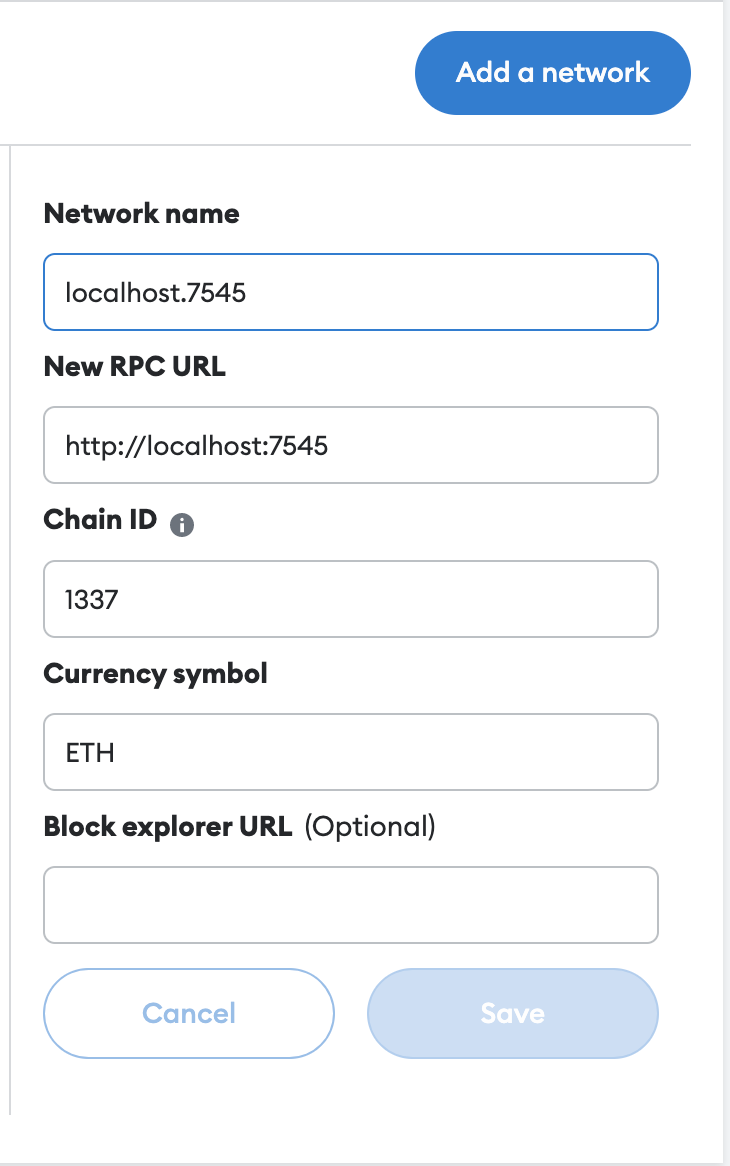 Add a network
Network name
localhost.7545
New RPC URL
http://localhost:7545
Chain ID
1337
Currency symbol
ETH
Block explorer URL (Optional)
Cancel
Save